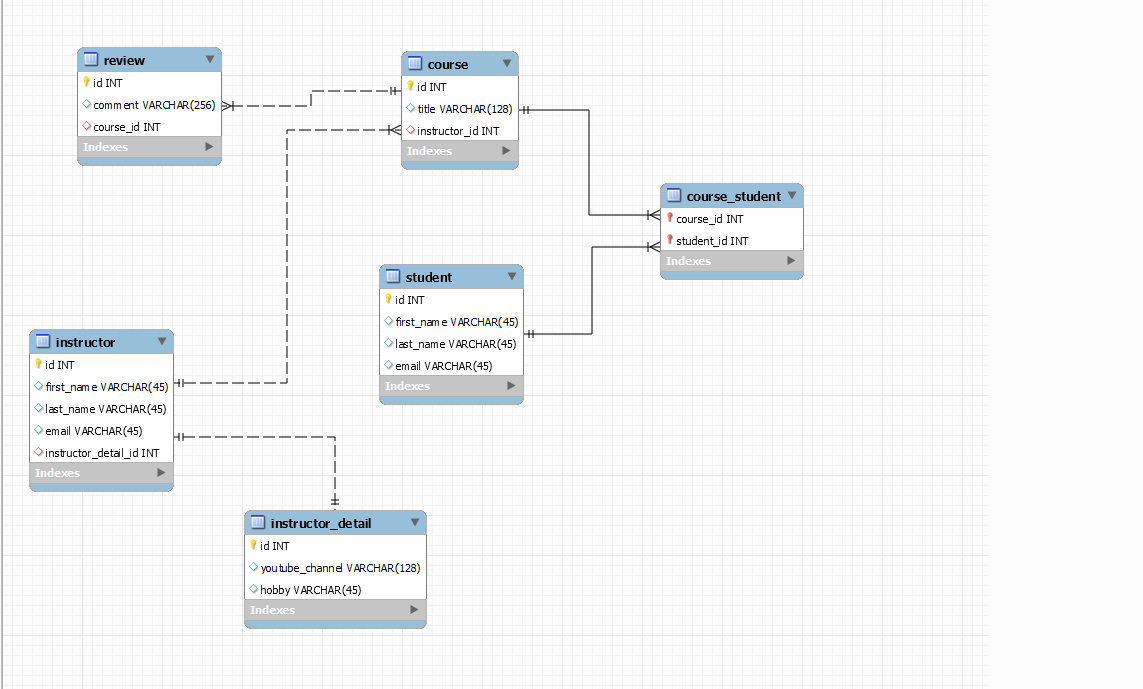 review
id INT
comment VARCHAR(256)
course_id INT
Indexes
course
id INT
title VARCHAR(128)
instructor_id INT
Indexes
course_student
course_id INT
student_id INT
Indexes
student
id INT
first_name VARCHAR(45)
last_name VARCHAR(45)
email VARCHAR(45)
Indexes
instructor
id INT
first_name VARCHAR(45)
last_name VARCHAR(45)
email VARCHAR(45)
instructor_detail_id INT
Indexes
instructor_detail
id INT
youtube_channel VARCHAR(128)
hobby VARCHAR(45)
Indexes